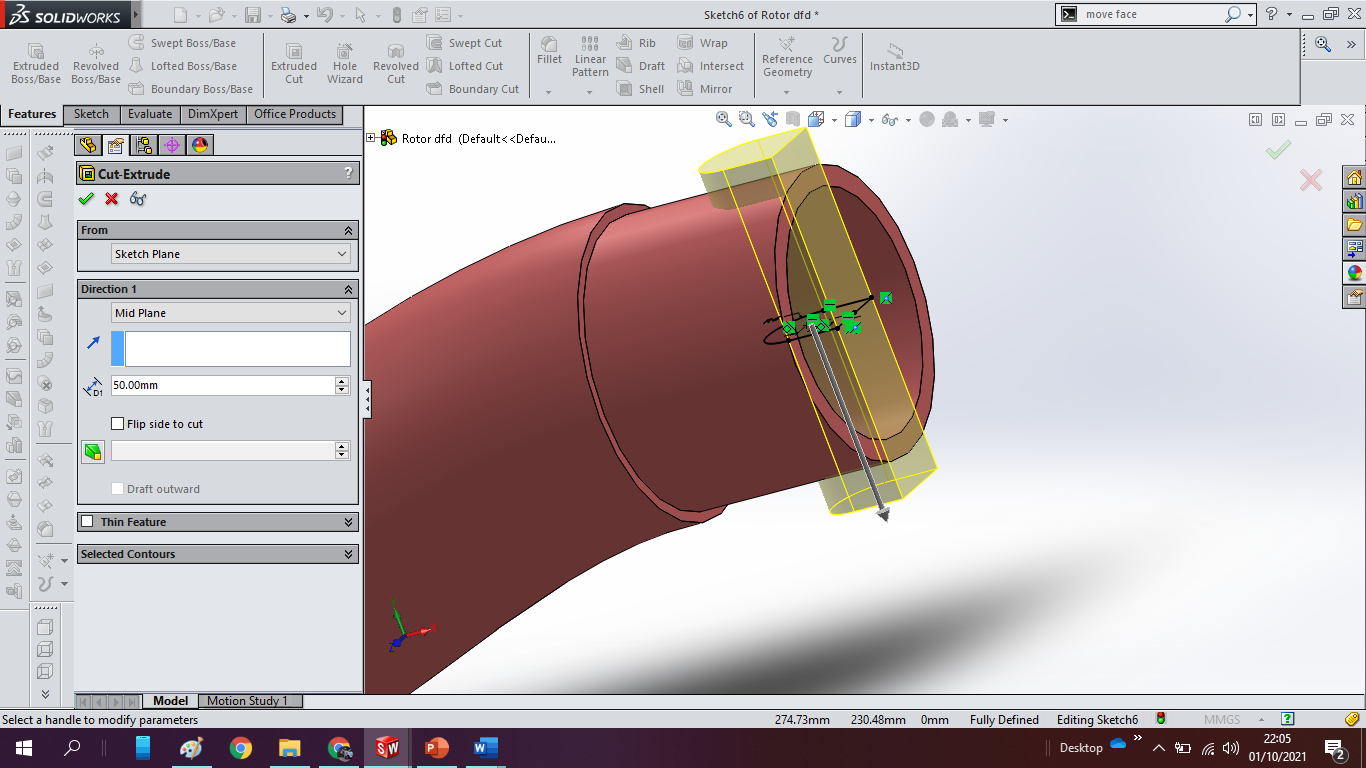 SOLIDWORKS
Sketch6 of Rotor dfd *
move face
Extruded Boss/Base
Revolved Boss/Base
Swept Boss/Base
Lofted Boss/Base
Boundary Boss/Base
Extruded Cut
Hole Wizard
Revolved Cut
Swept Cut
Lofted Cut
Boundary Cut
Fillet
Linear Pattern
Rib
Draft
Shell
Wrap
Intersect
Mirror
Reference Geometry
Curves
Instant3D
Features
Sketch
Evaluate
DimXpert
Office Products
Rotor dfd (Default<<Defau...
Cut-Extrude
?
From
Sketch Plane
Direction 1
Mid Plane
D1
50.00mm
Flip side to cut
Draft outward
Thin Feature
Selected Contours
Model
Motion Study 1
Select a handle to modify parameters
274.73mm
230.48mm
0mm
Fully Defined
Editing Sketch6
MMGS
?
Desktop
22:05
01/10/2021
2